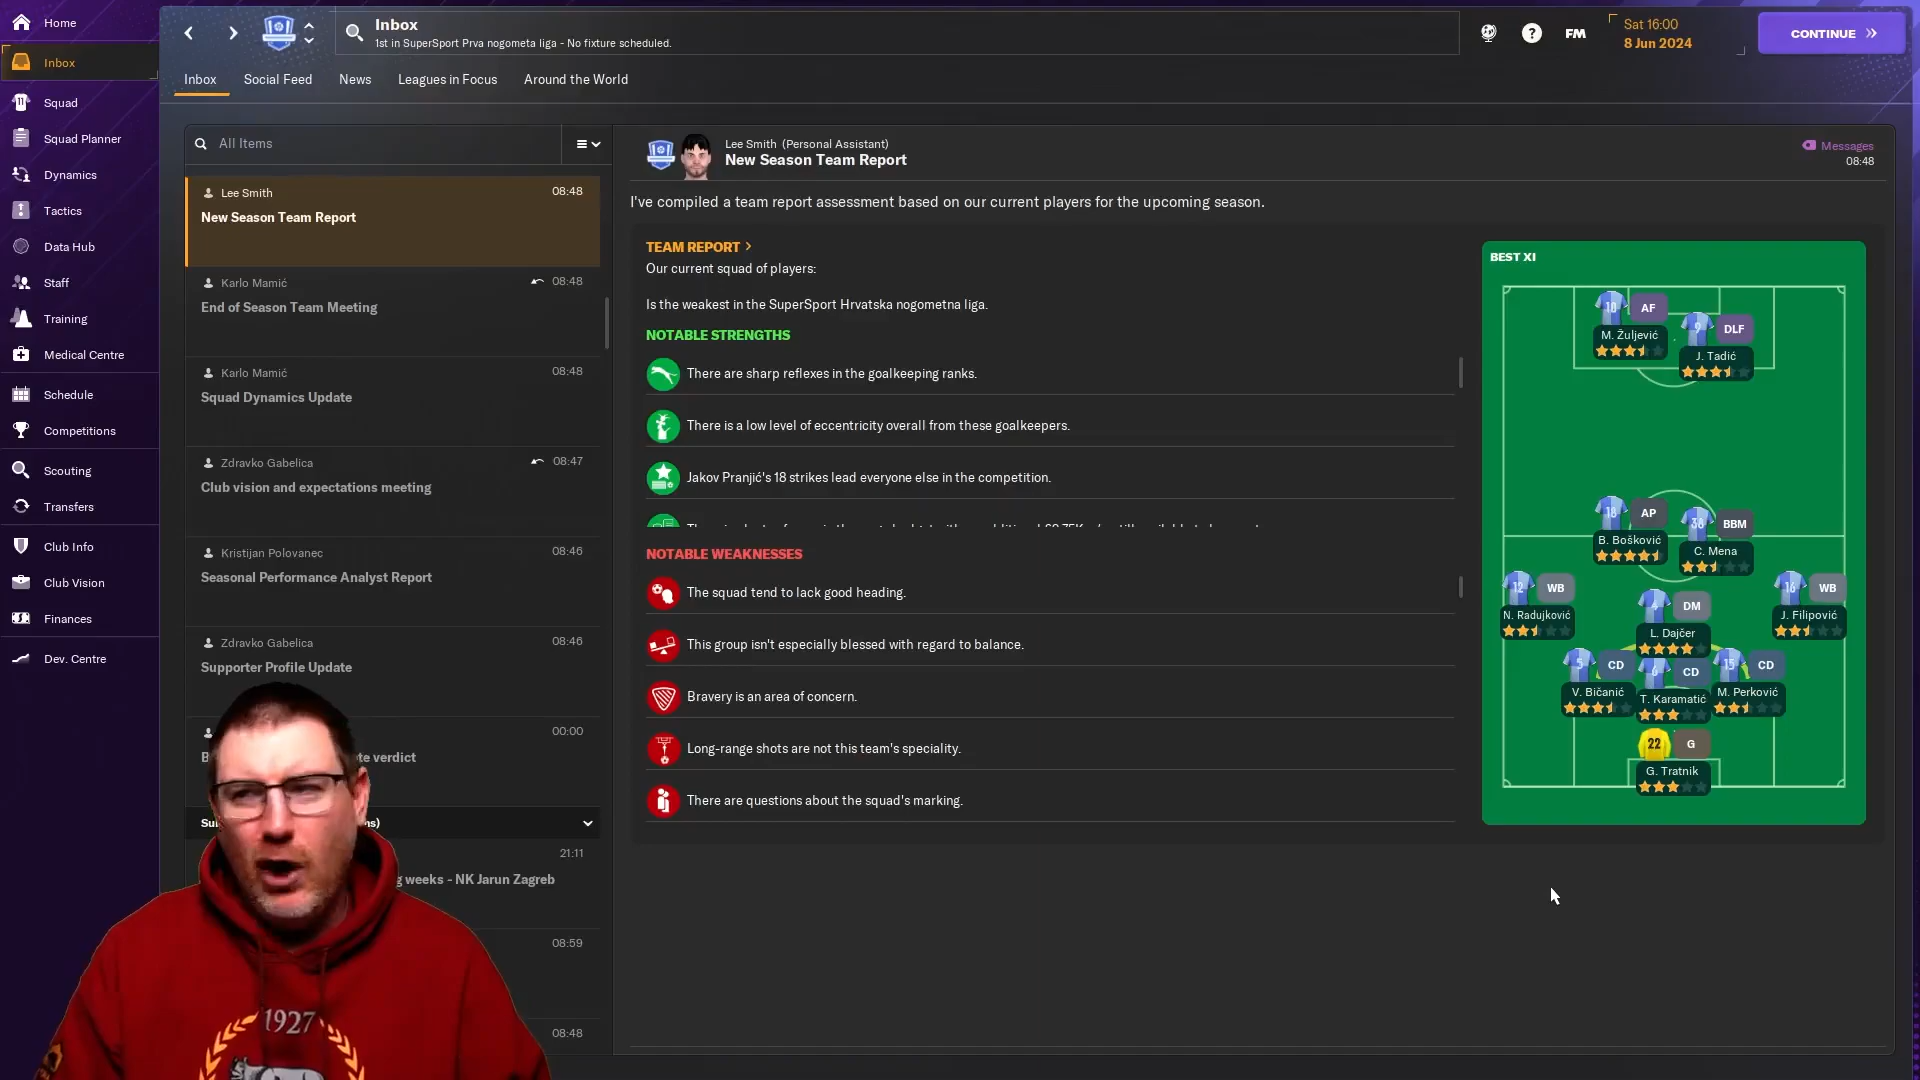 Home
Inbox
Squad
Squad Planner
Dynamics
Tactics
Data Hub
Staff
Training
Medical Centre
Schedule
Competitions
Scouting
Transfers
Club Info
Club Vision
Finances
Dev. Centre
Inbox
1st in SuperSport Prva nogometa liga - No fixture scheduled.
FM
Sat 16:00
8 Jun 2024
CONTINUE
Inbox
Social Feed
News
Leagues in Focus
Around the World
All Items
Lee Smith
08:48
New Season Team Report
Karlo Mamić
08:48
End of Season Team Meeting
Karlo Mamić
08:48
Squad Dynamics Update
Zdravko Gabelica
08:47
Club vision and expectations meeting
Kristijan Polovanec
08:46
Seasonal Performance Analyst Report
Zdravko Gabelica
08:46
Supporter Profile Update
00:00
verdict
21:11
weeks - NK Jarun Zagreb
08:59
08:48
Lee Smith (Personal Assistant)
New Season Team Report
Messages
08:48
I've compiled a team report assessment based on our current players for the upcoming season.
TEAM REPORT >
Our current squad of players:
Is the weakest in the SuperSport Hrvatska nogometna liga.
NOTABLE STRENGTHS
There are sharp reflexes in the goalkeeping ranks.
There is a low level of eccentricity overall from these goalkeepers.
Jakov Pranjić's 18 strikes lead everyone else in the competition.
NOTABLE WEAKNESSES
The squad tend to lack good heading.
This group isn't especially blessed with regard to balance.
Bravery is an area of concern.
Long-range shots are not this team's speciality.
There are questions about the squad's marking.
BEST XI
10 AF
M. Žuljević
9 DLF
J. Tadić
18 AP
B. Bošković
38 BBM
C. Mena
12 WB
N. Radujković
16 WB
J. Filipović
4 DM
L. Dajčer
5 CD
V. Bičanić
6 CD
T. Karamatić
15 CD
M. Perković
22 G
G. Tratnik
1927